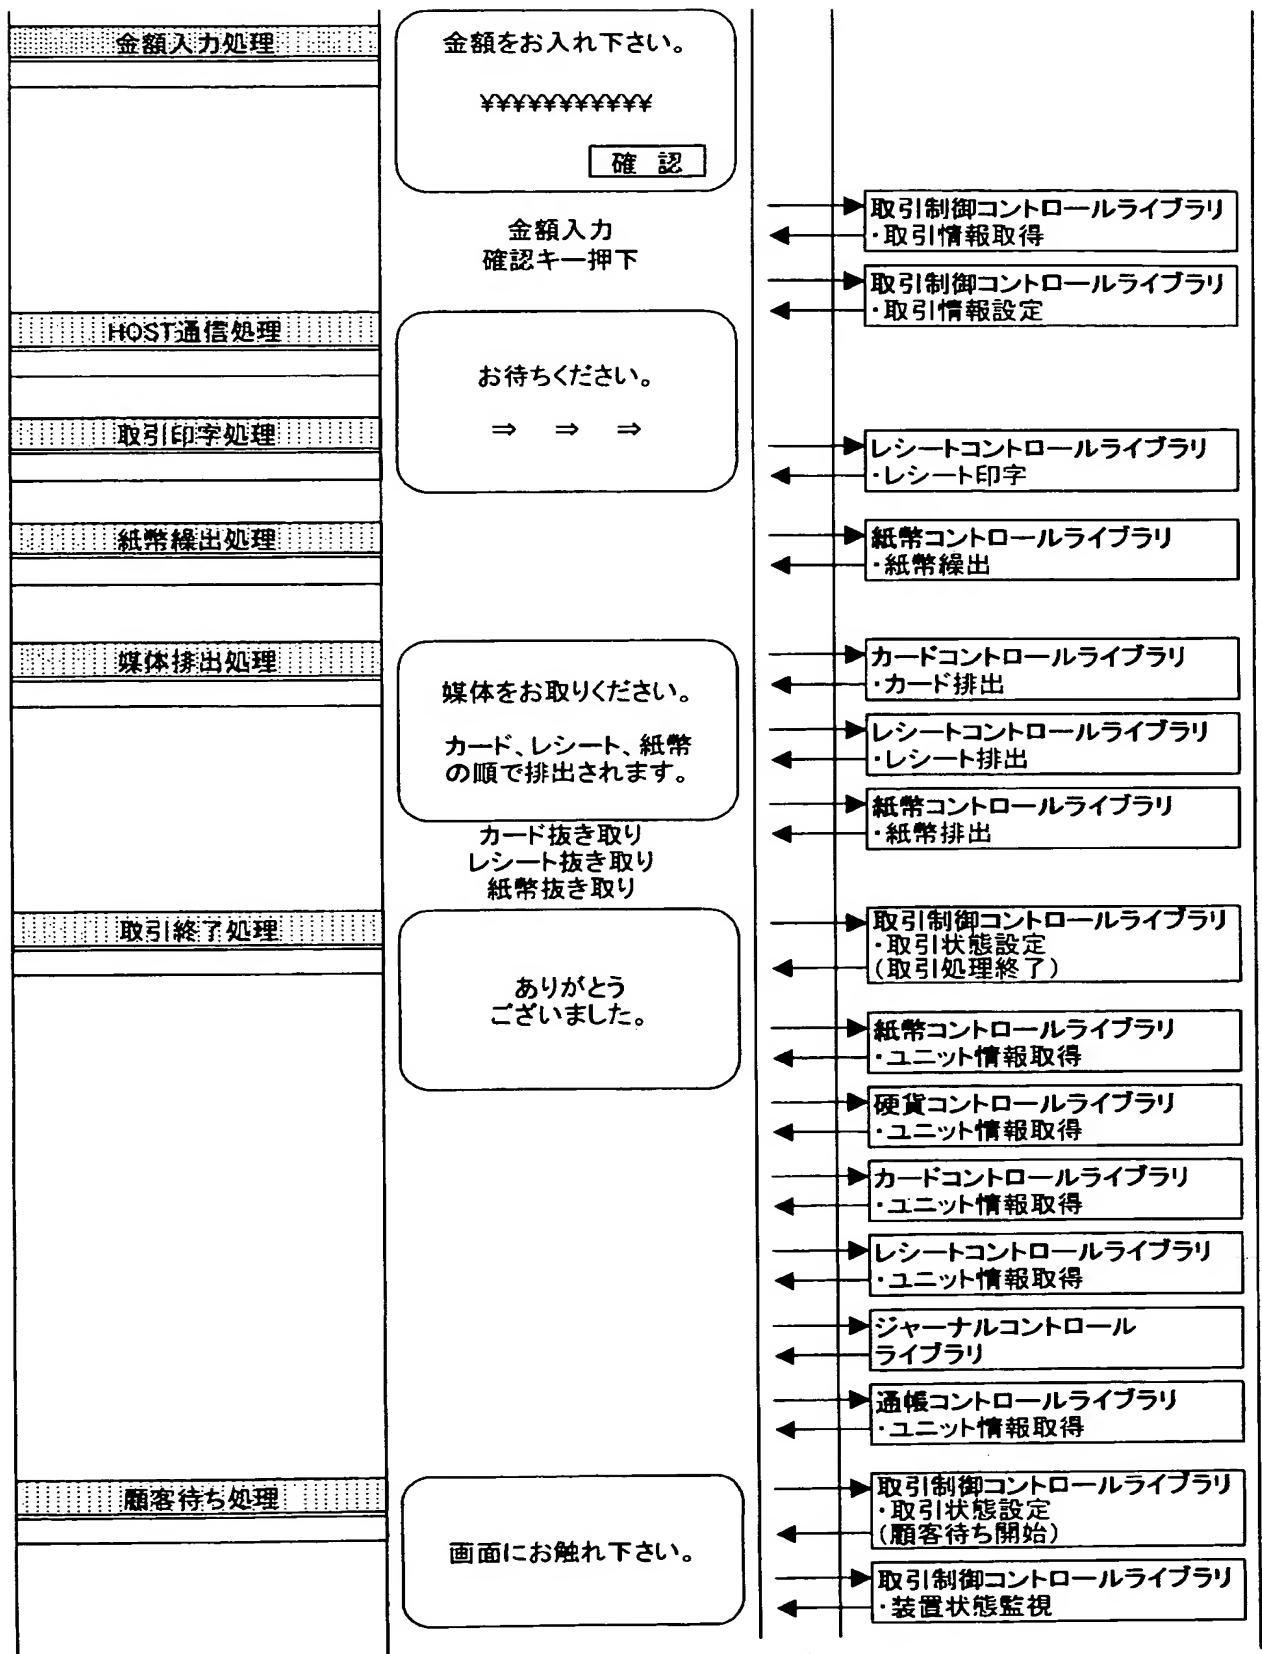 金額入力処理
金額をお入れ下さい。
¥¥¥¥¥¥¥¥¥¥¥
確 認
金額入力
確認キー押下
取引制御コントロールライブラリ
・取引情報取得
取引制御コントロールライブラリ
・取引情報設定
HOST通信処理
お待ちください。
⇒ ⇒ ⇒
取引印字処理
レシートコントロールライブラリ
・レシート印字
紙幣繰出処理
紙幣コントロールライブラリ
・紙幣繰出
媒体排出処理
媒体をお取りください。
カード、レシート、紙幣
の順で排出されます。
カード抜き取り
レシート抜き取り
紙幣抜き取り
カードコントロールライブラリ
・カード排出
レシートコントロールライブラリ
・レシート排出
紙幣コントロールライブラリ
・紙幣排出
取引終了処理
ありがとう
ございました。
取引制御コントロールライブラリ
・取引状態設定
(取引処理終了)
紙幣コントロールライブラリ
・ユニット情報取得
硬貨コントロールライブラリ
・ユニット情報取得
カードコントロールライブラリ
・ユニット情報取得
レシートコントロールライブラリ
・ユニット情報取得
ジャーナルコントロール
ライブラリ
通帳コントロールライブラリ
・ユニット情報取得
顧客待ち処理
画面にお触れ下さい。
取引制御コントロールライブラリ
・取引状態設定
(顧客待ち開始)
取引制御コントロールライブラリ
・装置状態監視